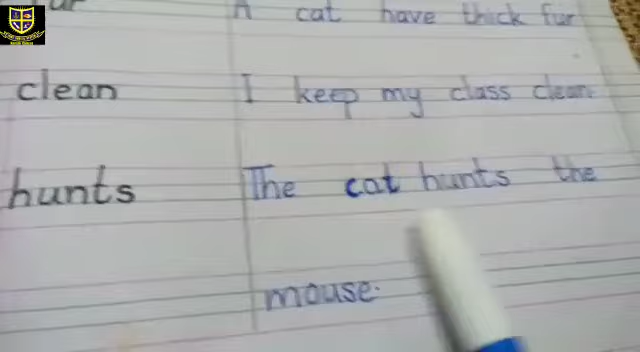 A cat have thick fur
clean I keep my class clean.
hunts The cat hunts the
mouse.